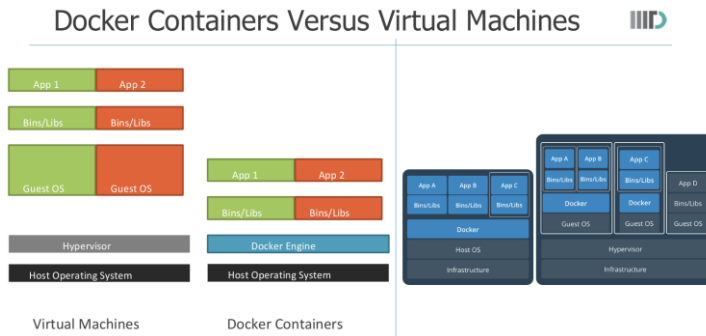 Docker Containers Versus Virtual Machines
App 1 App 2
Bins/Libs Bins/Libs
Guest OS Guest OS
Hypervisor
Host Operating System
Virtual Machines
App 1 App 2
Bins/Libs Bins/Libs
Docker Engine
Host Operating System
Docker Containers
App A App B App C
Bins/Libs Bins/Libs Bins/Libs
Docker
Host OS
Infrastructure
App A App B App C
Bins/Libs Bins/Libs Bins/Libs
App D
Docker Docker Bins/Libs
Guest OS Guest OS Guest OS
Hypervisor
Infrastructure